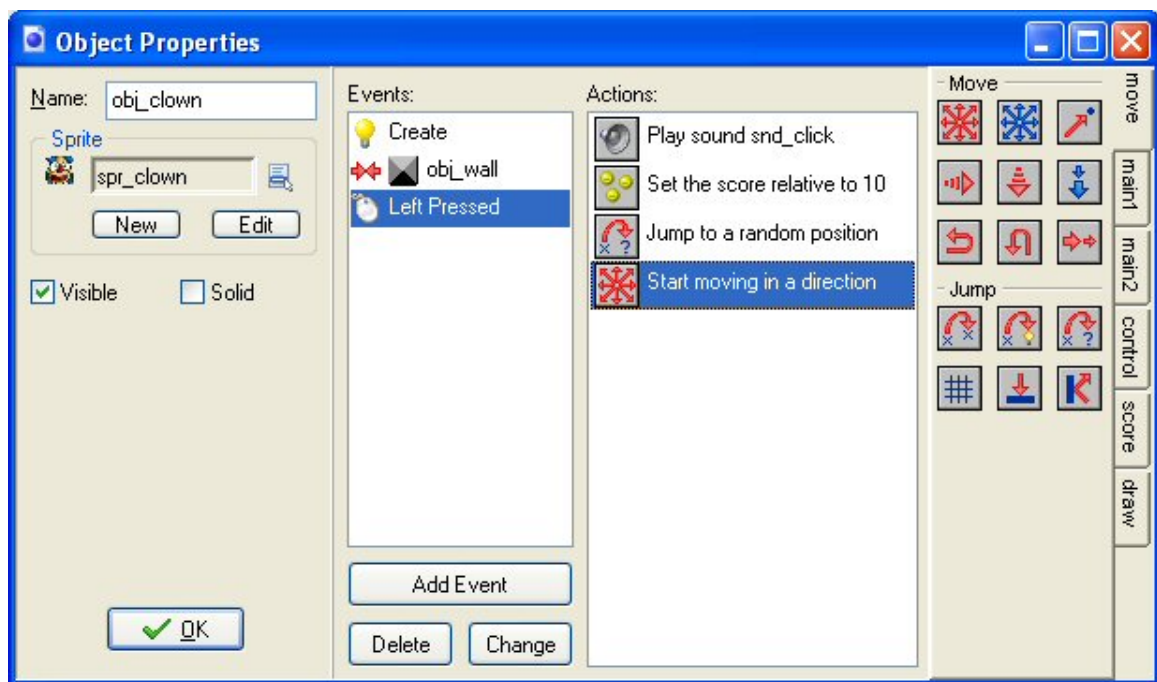 Object Properties
Name: obj_clown
Sprite
spr_clown
New Edit
Visible Solid
OK
Events:
Create
obj_wall
Left Pressed
Add Event
Delete Change
Actions:
Play sound snd_click
Set the score relative to 10
Jump to a random position
Start moving in a direction
Move
Jump
move
main1
main2
control
score
draw